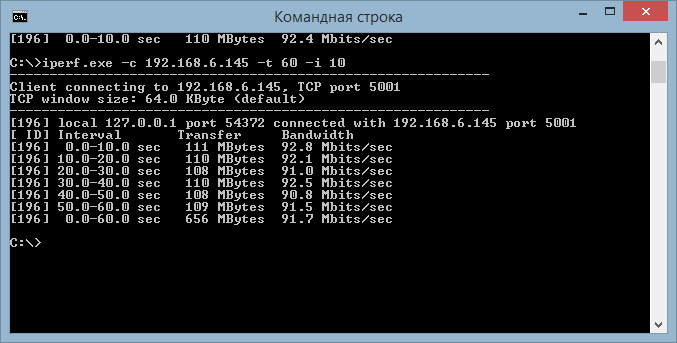 Командная строка
[196]  0.0-10.0 sec   110 MBytes  92.4 Mbits/sec
C:\>iperf.exe -c 192.168.6.145 -t 60 -i 10
------------------------------------------------------------
Client connecting to 192.168.6.145, TCP port 5001
TCP window size: 64.0 KByte (default)
------------------------------------------------------------
[196] local 127.0.0.1 port 54372 connected with 192.168.6.145 port 5001
[ ID] Interval       Transfer     Bandwidth
[196]  0.0-10.0 sec   111 MBytes  92.8 Mbits/sec
[196] 10.0-20.0 sec   110 MBytes  92.1 Mbits/sec
[196] 20.0-30.0 sec   108 MBytes  91.0 Mbits/sec
[196] 30.0-40.0 sec   110 MBytes  92.5 Mbits/sec
[196] 40.0-50.0 sec   108 MBytes  90.8 Mbits/sec
[196] 50.0-60.0 sec   109 MBytes  91.5 Mbits/sec
[196]  0.0-60.0 sec   656 MBytes  91.7 Mbits/sec
C:\>